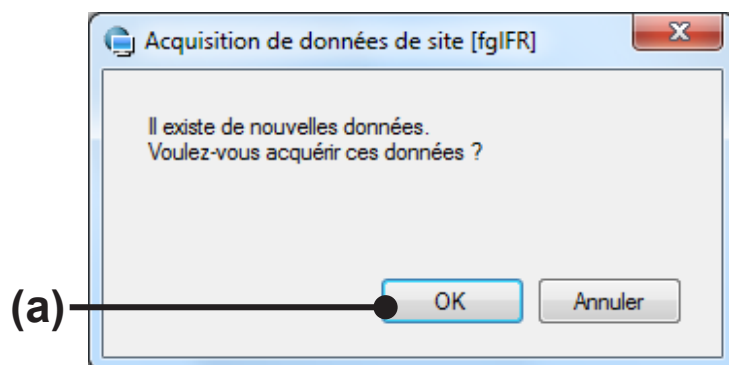 Acquisition de données de site [fgIFR]
Il existe de nouvelles données.
Voulez-vous acquérir ces données ?
(a)
OK
Annuler